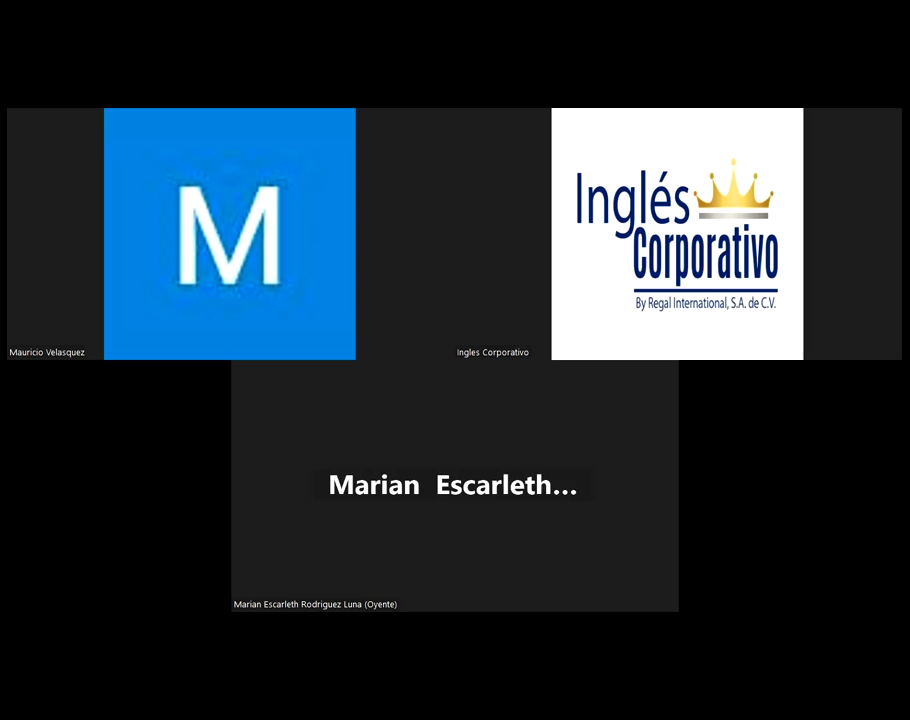 M
Inglés
Corporativo
By Regal International, S.A. de C.V.
Mauricio Velasquez
Ingles Corporativo
Marian Escarleth...
Marian Escarleth Rodriguez Luna (Oyente)